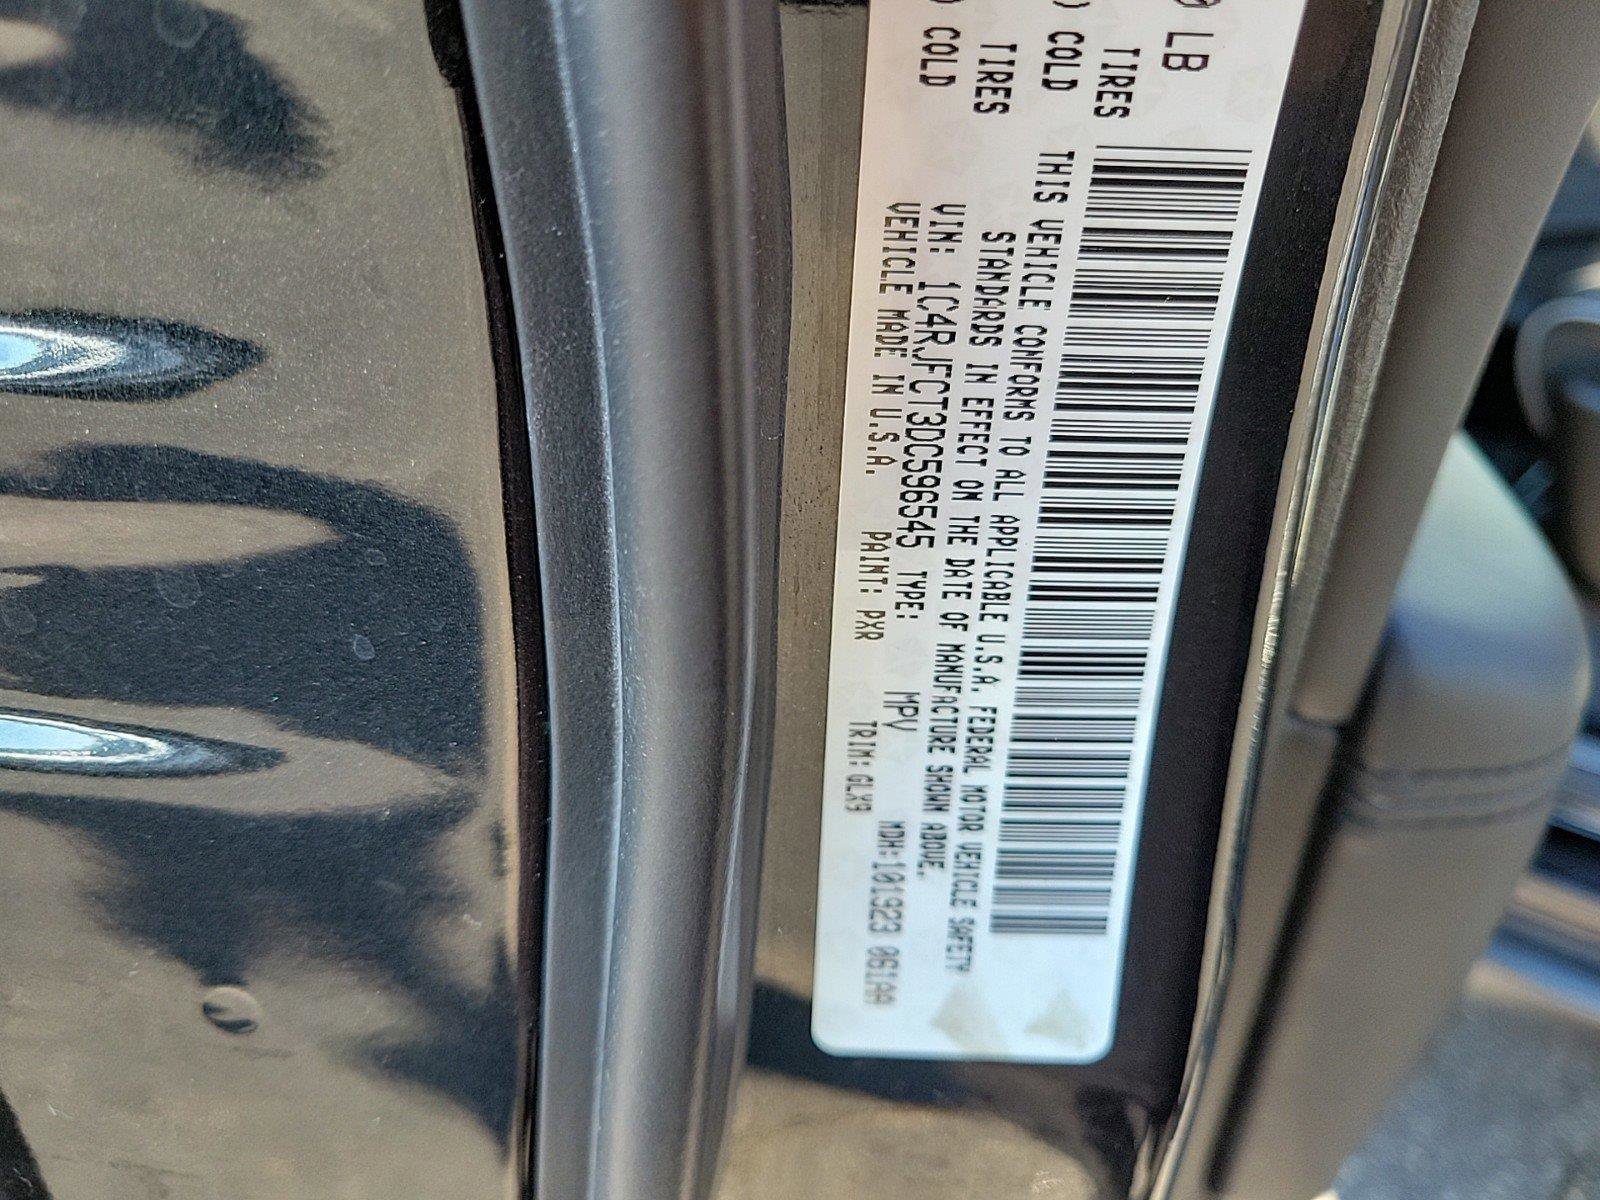 LB
TIRES
) COLD
TIRES
) COLD
THIS VEHICLE CONFORMS TO ALL APPLICABLE U.S.A. FEDERAL MOTOR VEHICLE SAFETY
STANDARDS IN EFFECT ON THE DATE OF MANUFACTURE SHOWN ABOVE.
VIN: 1C4RJFCT3DC596545 TYPE: MPV MDH:101923 061AA
VEHICLE MADE IN U.S.A. PAINT: PXR TRIM: GLX9